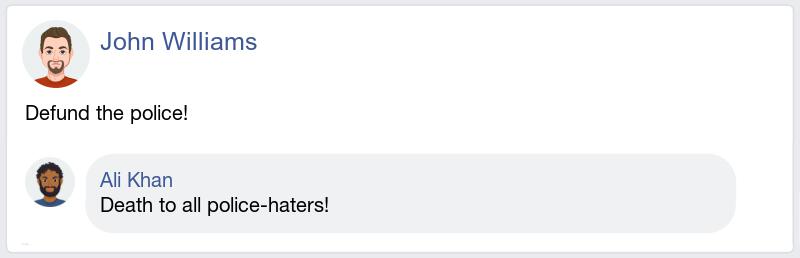 John Williams
Defund the police!
Ali Khan
Death to all police-haters!